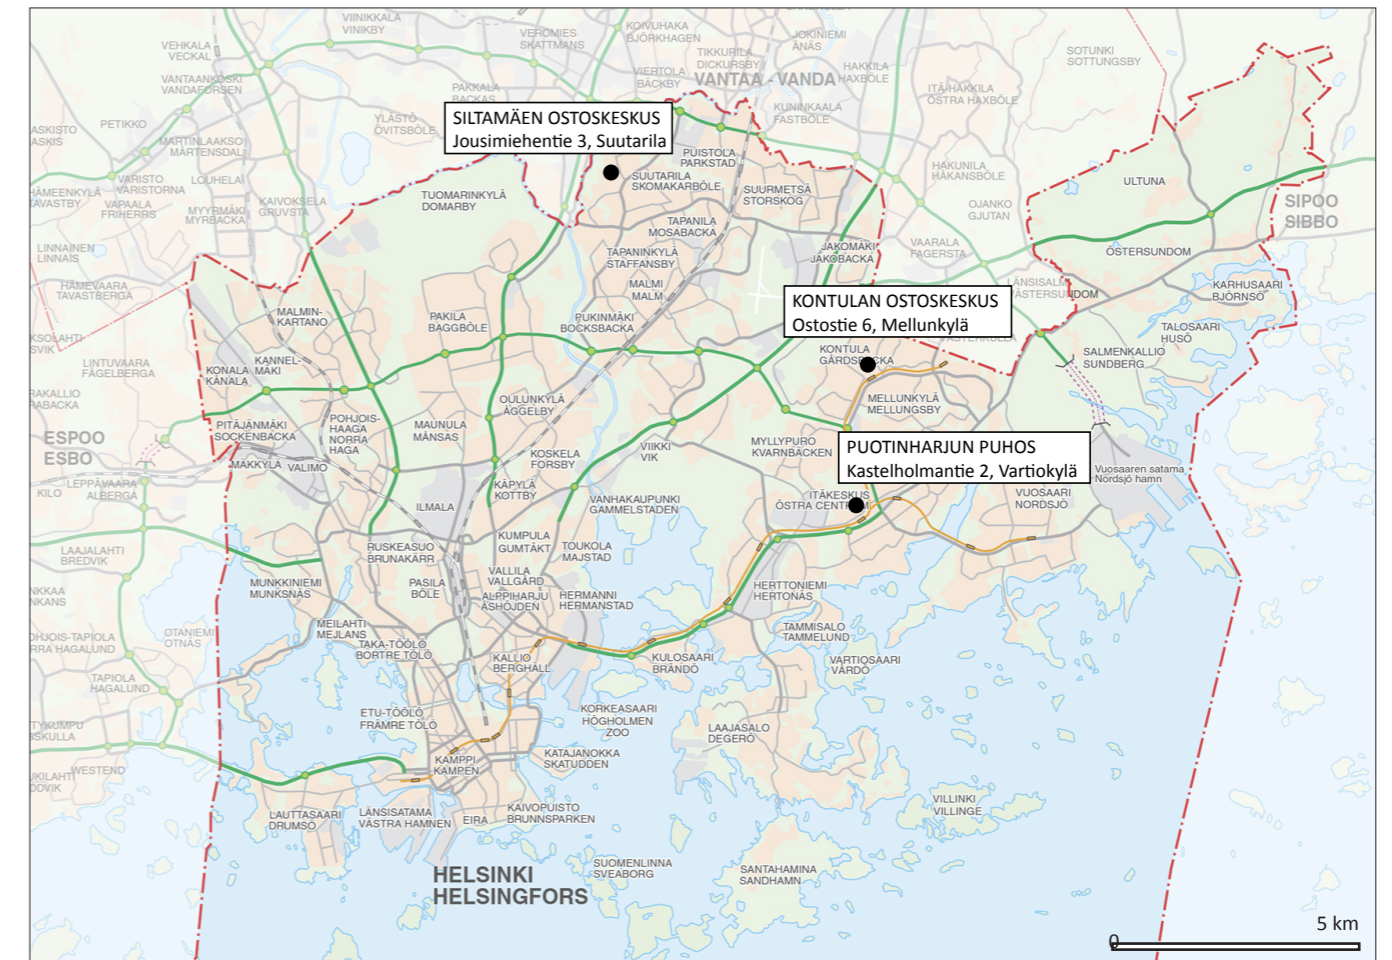 VIINIKKALA
VINIKBY
VEROMIES
SKATTMANS
KOIVUHAKA
BJÖRKHAGEN
JOKINIEMI
ÅNÄS
TIKKURILA
DICKURSBY
VEHKALA
VECKAL
SOTUNKI
SOTTUNGSBY
VIERTOLA
BÄCKBY
HAKKILA
HAXBÖLE
VANTAA - VANDA
VANTAANKOSKI
VANDAFORSEN
PAKKALA
BACKAS
ITÄ-HAKKILA
ÖSTRA HAXBÖLE
KUNINKAALA
FASTBÖLE
SILTAMÄEN OSTOSKESKUS
Jousimiehentie 3, Suutarila
YLÄSTÖ
ÖVITSBÖLE
ASKISTO
PETIKKO
MARTINLAAKSO
MÅRTENSDAL
PUISTOLA
PARKSTAD
HAKUNILA
HÅKANSBÖLE
SUUTARILA
SKOMAKARBÖLE
VARISTO
VARISTORNA
LOUHELA
HÄMEENKYLÄ
TAVASTBY
SUURMETSÄ
STORSKOG
ULTUNA
TUOMARINKYLÄ
DOMARBY
KAIVOKSELA
GRUVSTA
VAPAALA
FRIHERRS
MYYRMÄKI
MYRBACKA
OJANKO
GJUTAN
SIPOO
SIBBO
TAPANILA
MOSABACKA
LINNAINEN
LINNAIS
TAPANINKYLÄ
STAFFANSBY
JAKOMÄKI
JAKOBACKA
VAARALA
FAGERSTA
ÖSTERSUNDOM
MALMI
MALM
HÄMEVAARA
TAVASTBERGA
KARHUSAARI
BJÖRNSÖ
KONTULAN OSTOSKESKUS
Ostostie 6, Mellunkylä
MALMIN-
KARTANO
PAKILA
BAGGBÖLE
PUKINMÄKI
BOCKSBACKA
TALOSAARI
HUSÖ
KONTULA
GÅRDSBACKA
SALMENKALLIO
SUNDBERG
LINTUVAARA
FÅGELBERGA
KANNEL-
MÄKI
KONALA
KÅNALA
MELLUNKYLÄ
MELLUNGSBY
OULUNKYLÄ
ÅGGELBY
POHJOIS-
HAAGA
NORRA
HAGA
MAUNULA
MÅNSAS
PITÄJÄNMÄKI
SOCKENBACKA
ESPOO
ESBO
MYLLYPURO
KVARNBÄCKEN
VIIKKI
VIK
KOSKELA
FORSBY
PUOTINHARJUN PUHOS
Kastelholmantie 2, Vartiokylä
MÄKKYLÄ
VALIMO
Vuosaaren satama
Nordsjö hamn
LEPPÄVAARA
ALBERGA
KILO
KÄPYLÄ
KOTTBY
VANHAKAUPUNKI
GAMMELSTADEN
ITÄKESKUS
VUOSAARI
NORDSJÖ
ILMALA
KUMPULA
GUMTÄKT
TOUKOLA
MAJSTAD
LAAJALAHTI
BREDVIK
RUSKEASUO
BRUNAKÄRR
VALLILA
VALLGÅRD
MUNKKINIEMI
MUNKSNÄS
PASILA
BÖLE
ALPPIHARJU
ÅSHÖJDEN
HERMANNI
HERMANSTAD
HERTTONIEMI
HERTONÄS
OTANIEMI
OTNÄS
MEILAHTI
MEJLANS
TAKA-TÖÖLÖ
BORTRE TÖLÖ
TAMMISALO
TAMMELUND
KALLIO
BERGHÄLL
KULOSAARI
BRÄNDÖ
VARTIOSAARI
VÅRDÖ
TAPIOLA
HAGALUND
ETU-TÖÖLÖ
FRÄMRE TÖLÖ
KORKEASAARI
HÖGHOLMEN
ZOO
LAAJASALO
DEGERÖ
KATAJANOKKA
SKATUDDEN
KAMPPI
KAMPEN
WESTEND
VILLINKI
VILLINGE
LAUTTASAARI
DRUMSÖ
LÄNSISATAMA
VÄSTRA HAMNEN
EIRA
KAIVOPUISTO
BRUNNSPARKEN
HELSINKI
HELSINGFORS
SUOMENLINNA
SVEABORG
SANTAHAMINA
SANDHAMN
5 km
0